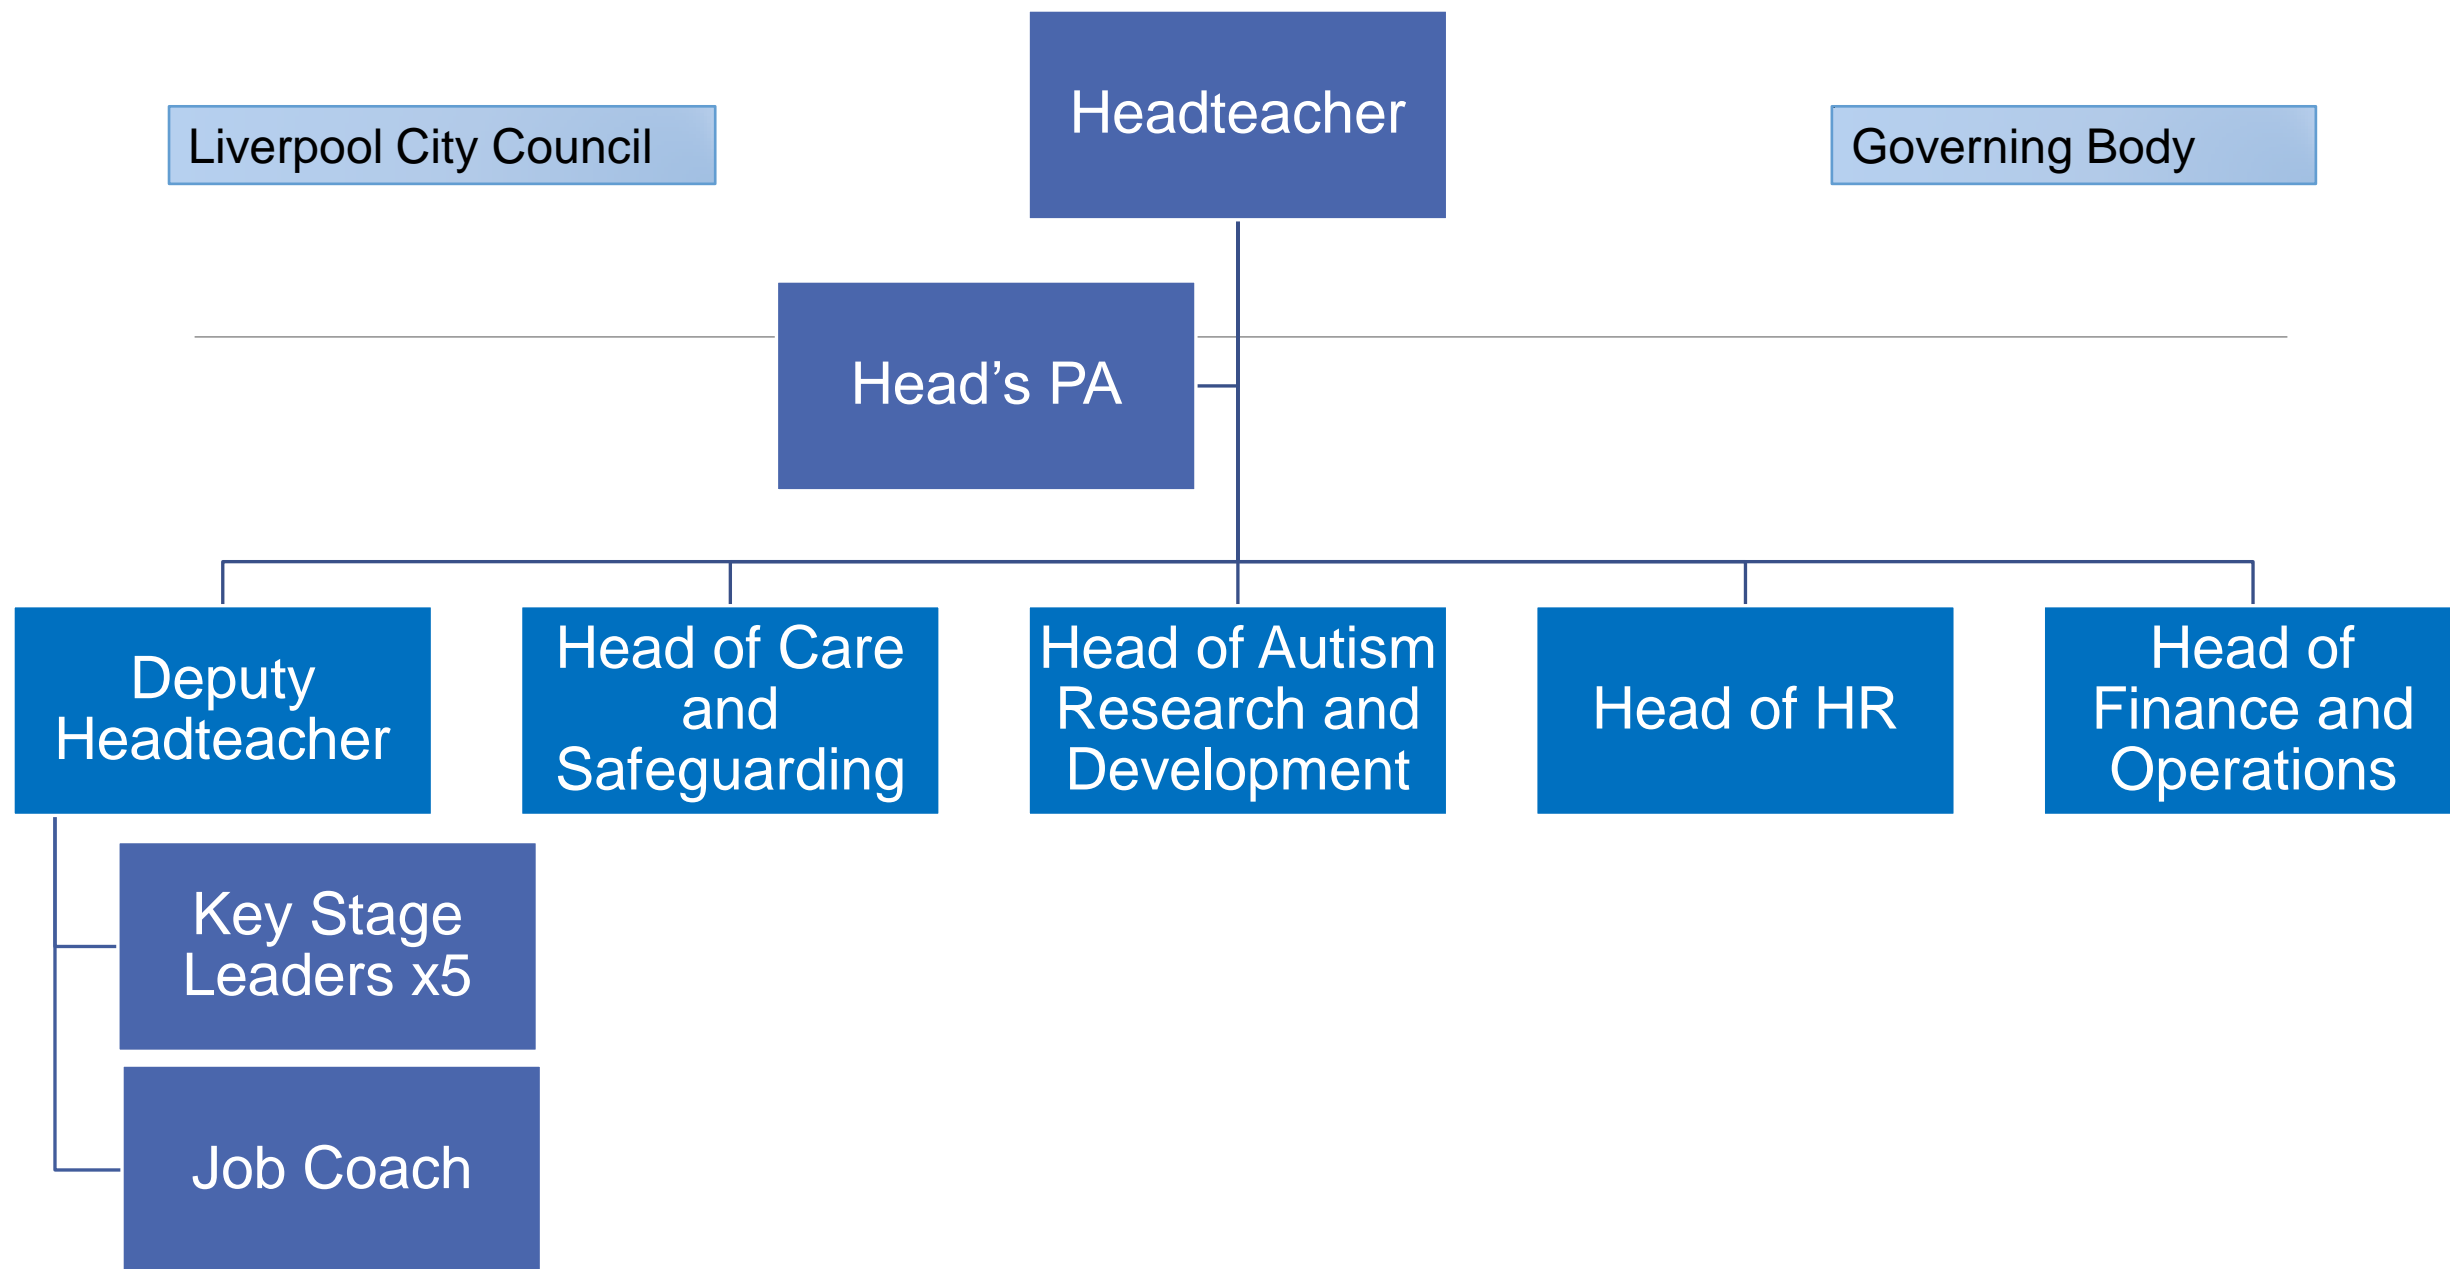 Headteacher
Liverpool City Council
Governing Body
Head’s PA
Deputy
Headteacher
Head of Care
and
Safeguarding
Head of Autism
Research and
Development
Head of HR
Head of
Finance and
Operations
Key Stage
Leaders x5
Job Coach